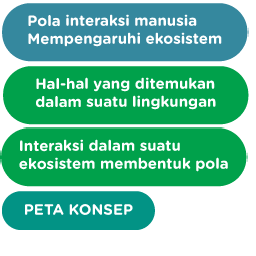 Pola interaksi manusia
Mempengaruhi ekosistem
Hal-hal yang ditemukan
dalam suatu lingkungan
Interaksi dalam suatu
ekosistem membentuk pola
PETA KONSEP